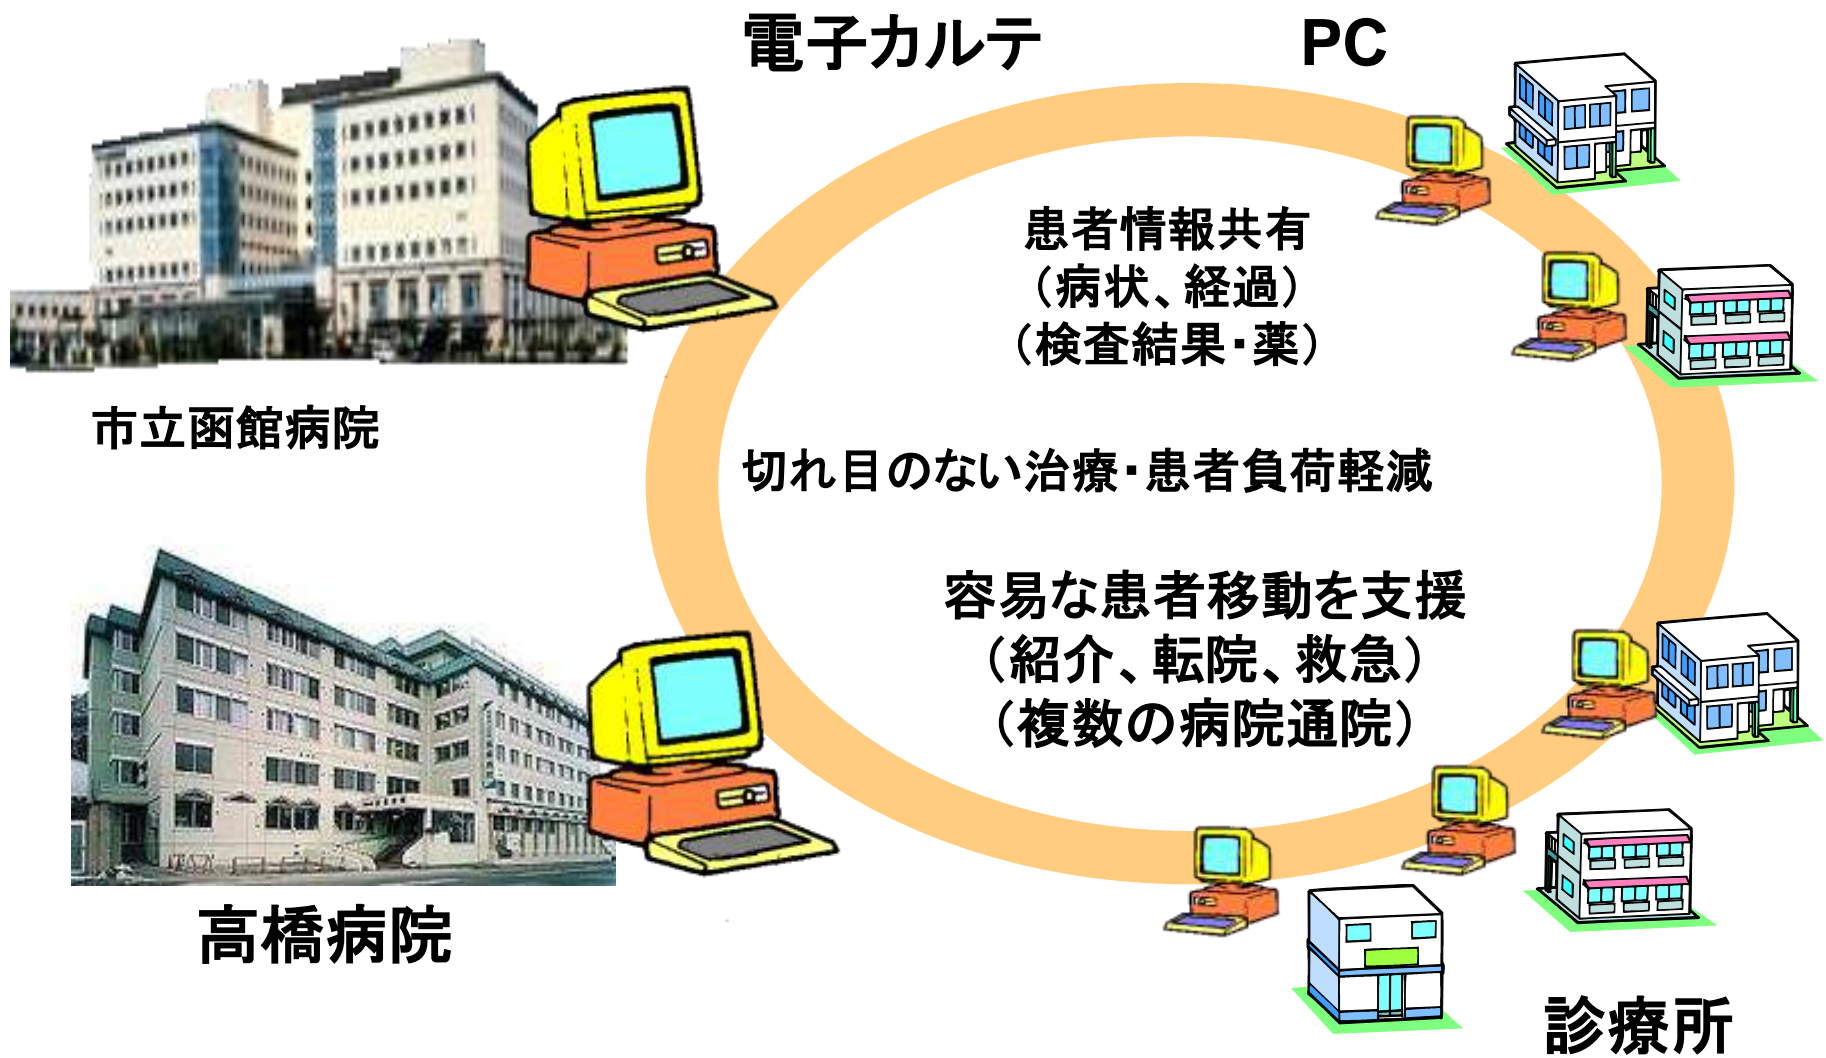 電子カルテ
PC
患者情報共有
（病状、経過）
（検査結果・薬）
市立函館病院
切れ目のない治療・患者負荷軽減
容易な患者移動を支援
（紹介、転院、救急）
（複数の病院通院）
高橋病院
診療所